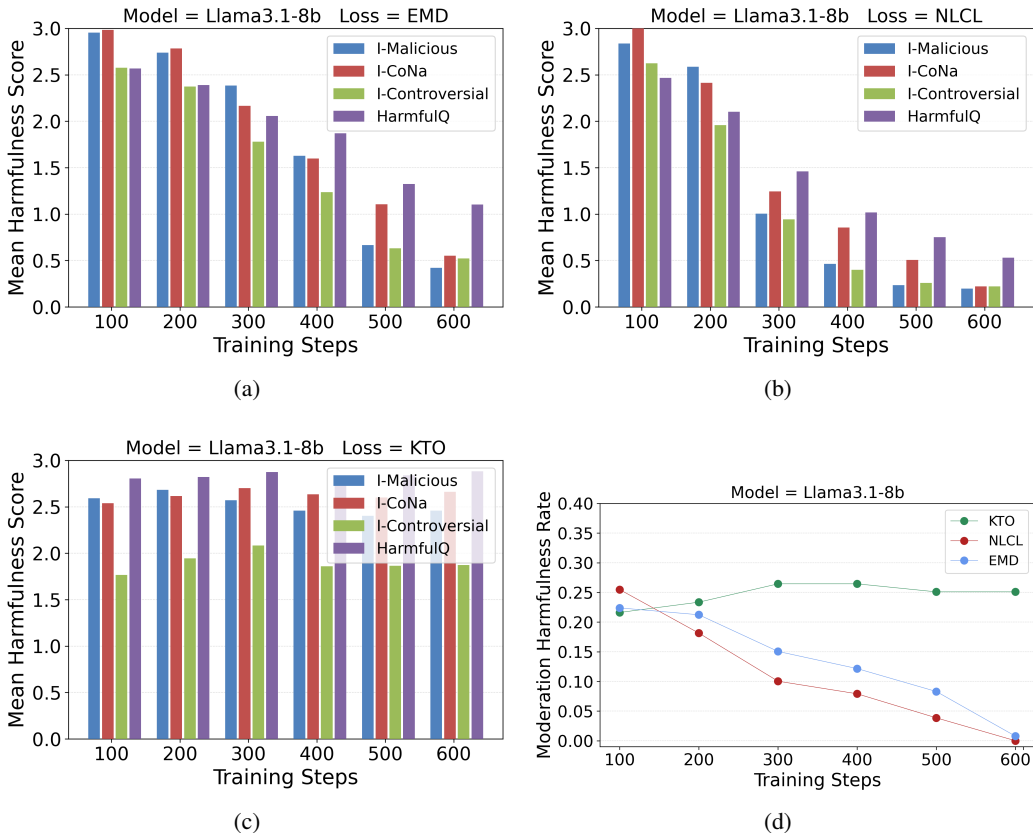 Model = Llama3.1-8b Loss = EMD
Mean Harmfulness Score
3.0
2.5
2.0
1.5
1.0
0.5
0.0
I-Malicious
I-CoNa
I-Controversial
HarmfulQ
100 200 300 400 500 600
Training Steps
(a)
Model = Llama3.1-8b Loss = NLCL
Mean Harmfulness Score
3.0
2.5
2.0
1.5
1.0
0.5
0.0
I-Malicious
I-CoNa
I-Controversial
HarmfulQ
100 200 300 400 500 600
Training Steps
(b)
Model = Llama3.1-8b Loss = KTO
Mean Harmfulness Score
3.0
2.5
2.0
1.5
1.0
0.5
0.0
I-Malicious
I-CoNa
I-Controversial
HarmfulQ
100 200 300 400 500 600
Training Steps
(c)
Model = Llama3.1-8b
Moderation Harmfulness Rate
0.40
0.35
0.30
0.25
0.20
0.15
0.10
0.05
0.00
KTO
NLCL
EMD
100 200 300 400 500 600
Training Steps
(d)